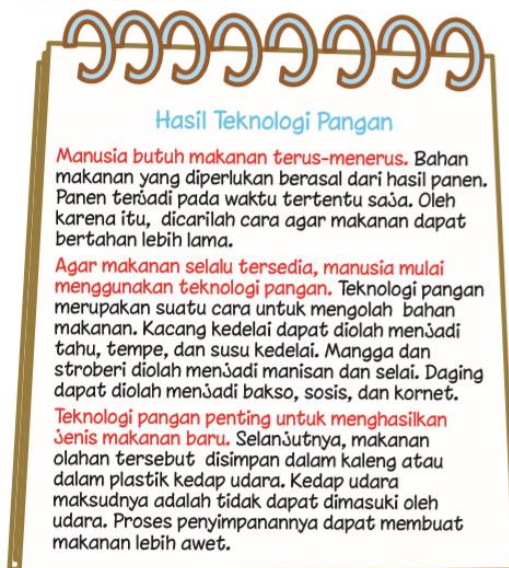 Hasil Teknologi Pangan
Manusia butuh makanan terus-menerus. Bahan
makanan yang diperlukan berasal dari hasil panen.
Panen terjadi pada waktu tertentu saja. Oleh
karena itu, dicarilah cara agar makanan dapat
bertahan lebih lama.
Agar makanan selalu tersedia, manusia mulai
menggunakan teknologi pangan. Teknologi pangan
merupakan suatu cara untuk mengolah bahan
makanan. Kacang kedelai dapat diolah menjadi
tahu, tempe, dan susu kedelai. Mangga dan
stroberi diolah menjadi manisan dan selai. Daging
dapat diolah menjadi bakso, sosis, dan kornet.
Teknologi pangan penting untuk menghasilkan
jenis makanan baru. Selanjutnya, makanan
olahan tersebut disimpan dalam kaleng atau
dalam plastik kedap udara. Kedap udara
maksudnya adalah tidak dapat dimasuki oleh
udara. Proses penyimpanannya dapat membuat
makanan lebih awet.